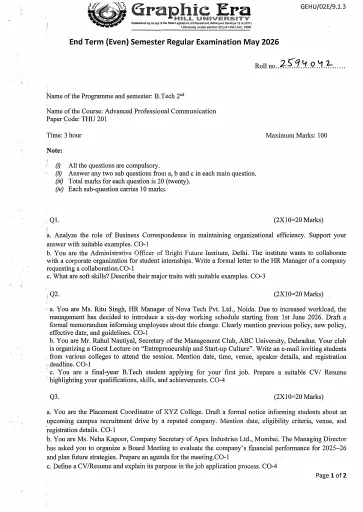 GEHU/02E/9.1.3
Graphic Era
HILL UNIVERSITY
End Term (Even) Semester Regular Examination May 2026
Roll no. 2594042
Name of the Programme and semester: B.Tech 2nd
Name of the Course: Advanced Professional Communication
Paper Code: THU 201
Time: 3 hour Maximum Marks: 100
Note:
(i) All the questions are compulsory.
(ii) Answer any two sub questions from a, b and c in each main question.
(iii) Total marks for each question is 20 (twenty).
(iv) Each sub-question carries 10 marks.
Q1. (2X10=20 Marks)
a. Analyze the role of Business Correspondence in maintaining organizational efficiency. Support your
answer with suitable examples. CO-1
b. You are the Administrative Officer of Bright Future Institute, Delhi. The institute wants to collaborate
with a corporate organization for student internships. Write a formal letter to the HR Manager of a company
requesting a collaboration.CO-1
c. What are soft skills? Describe their major traits with suitable examples. CO-3
Q2. (2X10=20 Marks)
a. You are Ms. Ritu Singh, HR Manager of Nova Tech Pvt. Ltd., Noida. Due to increased workload, the
management has decided to introduce a six-day working schedule starting from 1st June 2026. Draft a
formal memorandum informing employees about this change. Clearly mention previous policy, new policy,
effective date, and guidelines. CO-1
b. You are Mr. Rahul Nautiyal, Secretary of the Management Club, ABC University, Dehradun. Your club
is organizing a Guest Lecture on "Entrepreneurship and Start-up Culture". Write an e-mail inviting students
from various colleges to attend the session. Mention date, time, venue, speaker details, and registration
deadline. CO-1
c. You are a final-year B.Tech student applying for your first job. Prepare a suitable CV/ Resume
highlighting your qualifications, skills, and achievements. CO-4
Q3. (2X10=20 Marks)
a. You are the Placement Coordinator of XYZ College. Draft a formal notice informing students about an
upcoming campus recruitment drive by a reputed company. Mention date, eligibility criteria, venue, and
registration details. CO-1
b. You are Ms. Neha Kapoor, Company Secretary of Apex Industries Ltd., Mumbai. The Managing Director
has asked you to organize a Board Meeting to evaluate the company's financial performance for 2025-26
and plan future strategies. Prepare an agenda for the meeting.CO-1
c. Define a CV/Resume and explain its purpose in the job application process. CO-4
Page 1 of 2